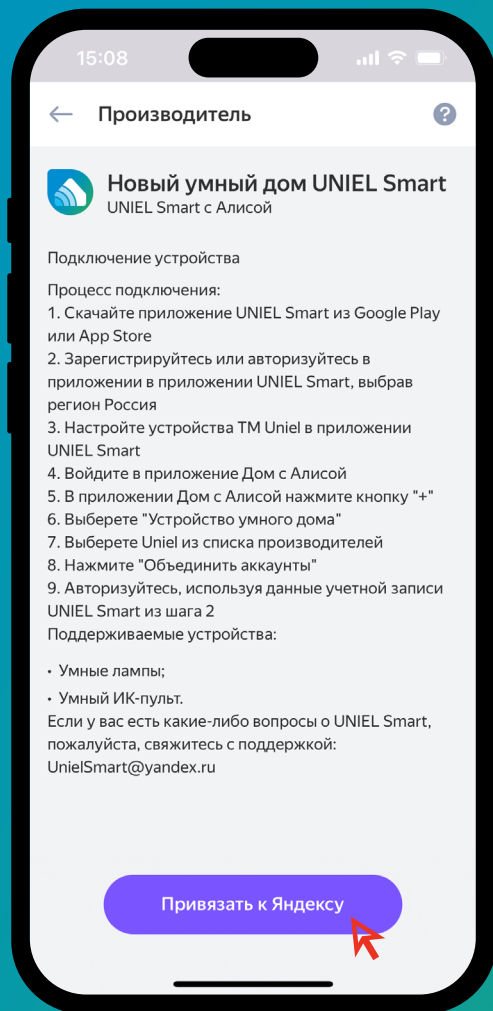 15:08
Производитель
?
Новый умный дом UNIEL Smart
UNIEL Smart с Алисой
Подключение устройства
Процесс подключения:
1. Скачайте приложение UNIEL Smart из Google Play
или App Store
2. Зарегистрируйтесь или авторизуйтесь в
приложении в приложении UNIEL Smart, выбрав
регион Россия
3. Настройте устройства ТМ Uniel в приложении
UNIEL Smart
4. Войдите в приложение Дом с Алисой
5. В приложении Дом с Алисой нажмите кнопку "+"
6. Выберете "Устройство умного дома"
7. Выберете Uniel из списка производителей
8. Нажмите "Объединить аккаунты"
9. Авторизуйтесь, используя данные учетной записи
UNIEL Smart из шага 2
Поддерживаемые устройства:
• Умные лампы;
• Умный ИК-пульт.
Если у вас есть какие-либо вопросы о UNIEL Smart,
пожалуйста, свяжитесь с поддержкой:
UnielSmart@yandex.ru
Привязать к Яндексу